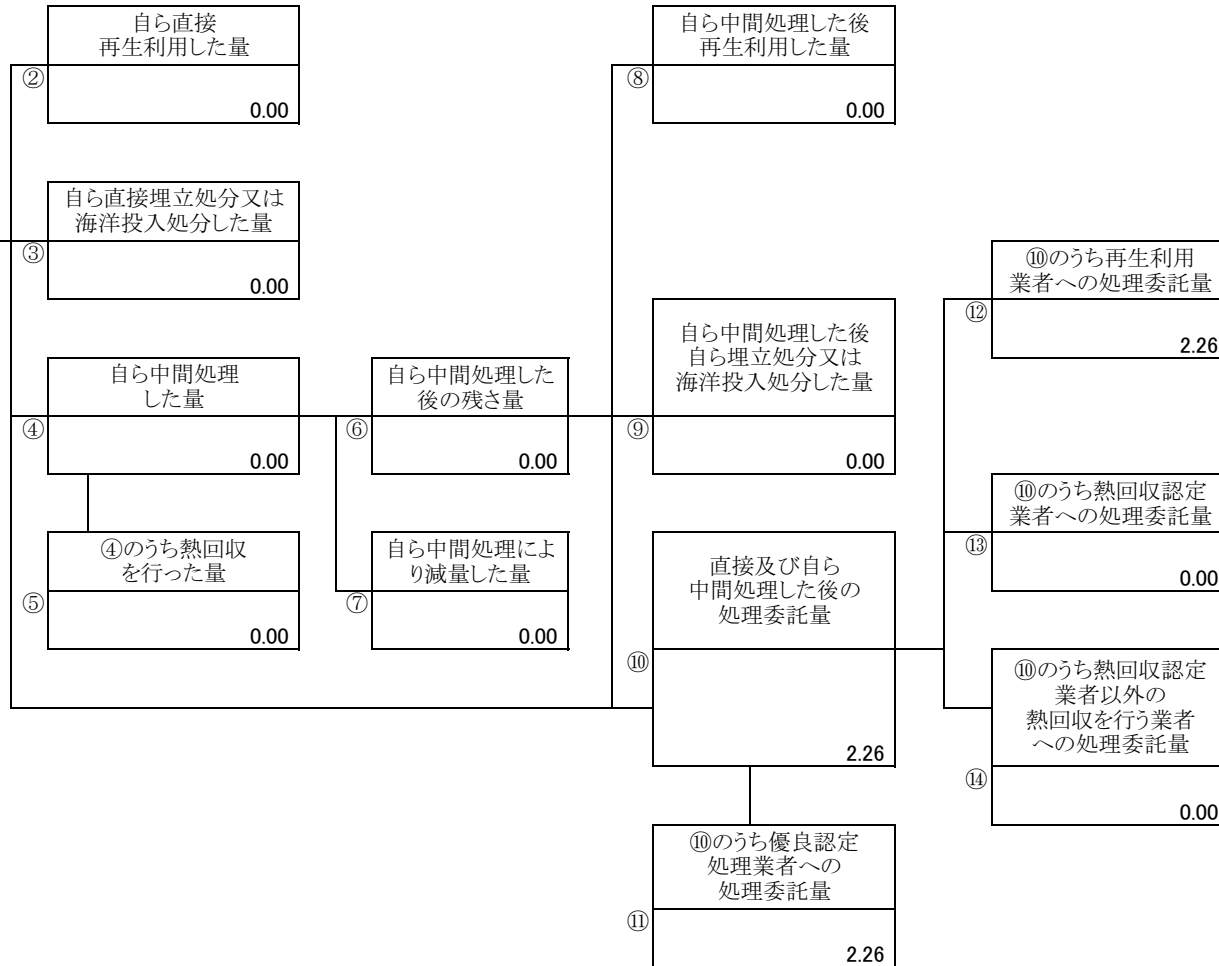 自ら直接
再生利用した量
②
0.00
自ら中間処理した後
再生利用した量
⑧
0.00
自ら直接埋立処分又は
海洋投入処分した量
③
0.00
⑩のうち再生利用
業者への処理委託量
⑫
2.26
自ら中間処理した後
自ら埋立処分又は
海洋投入処分した量
⑨
0.00
自ら中間処理
した量
④
0.00
自ら中間処理した
後の残さ量
⑥
0.00
⑩のうち熱回収認定
業者への処理委託量
⑬
0.00
④のうち熱回収
を行った量
⑤
0.00
自ら中間処理によ
り減量した量
⑦
0.00
直接及び自ら
中間処理した後の
処理委託量
⑩
2.26
⑩のうち熱回収認定
業者以外の
熱回収を行う業者
への処理委託量
⑭
0.00
⑩のうち優良認定
処理業者への
処理委託量
⑪
2.26